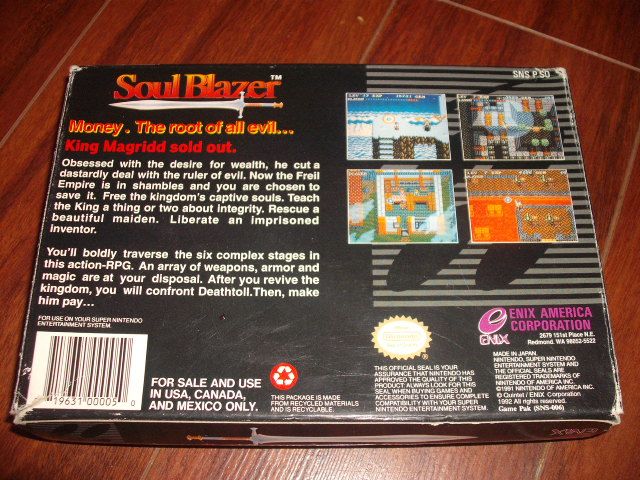 SNS P SO
Soul Blazer™
Money. The root of all evil...
King Magridd sold out.
Obsessed with the desire for wealth, he cut a
dastardly deal with the ruler of evil. Now the Freil
Empire is in shambles and you are chosen to
save it. Free the kingdom's captive souls. Teach
the King a thing or two about integrity. Rescue a
beautiful maiden. Liberate an imprisoned
inventor.
You'll boldly traverse the six complex stages in
this action-RPG. An array of weapons, armor and
magic are at your disposal. After you revive the
kingdom, you will confront Deathtoll.Then, make
him pay...
FOR USE ON YOUR SUPER NINTENDO
ENTERTAINMENT SYSTEM.
19631 00005 0
FOR SALE AND USE
IN USA, CANADA,
AND MEXICO ONLY.
THIS PACKAGE IS MADE
FROM RECYCLED MATERIALS
AND IS RECYCLABLE.
THIS OFFICIAL SEAL IS YOUR
ASSURANCE THAT NINTENDO HAS
APPROVED THE QUALITY OF THIS
PRODUCT. ALWAYS LOOK FOR THIS
SEAL WHEN BUYING GAMES AND
ACCESSORIES TO ENSURE COMPLETE
COMPATIBILITY WITH YOUR SUPER
NINTENDO ENTERTAINMENT SYSTEM.
ENIX
ENIX AMERICA
CORPORATION
2679 151st Place N.E.
Redmond, WA 98052-5522
MADE IN JAPAN.
NINTENDO, SUPER NINTENDO
ENTERTAINMENT SYSTEM AND
THE OFFICIAL SEALS ARE
REGISTERED TRADEMARKS OF
NINTENDO OF AMERICA INC.
©1991 NINTENDO OF AMERICA INC.
© Quintet / ENIX Corporation
1992 All rights reserved.
Game Pak (SNS-006)
ENIX